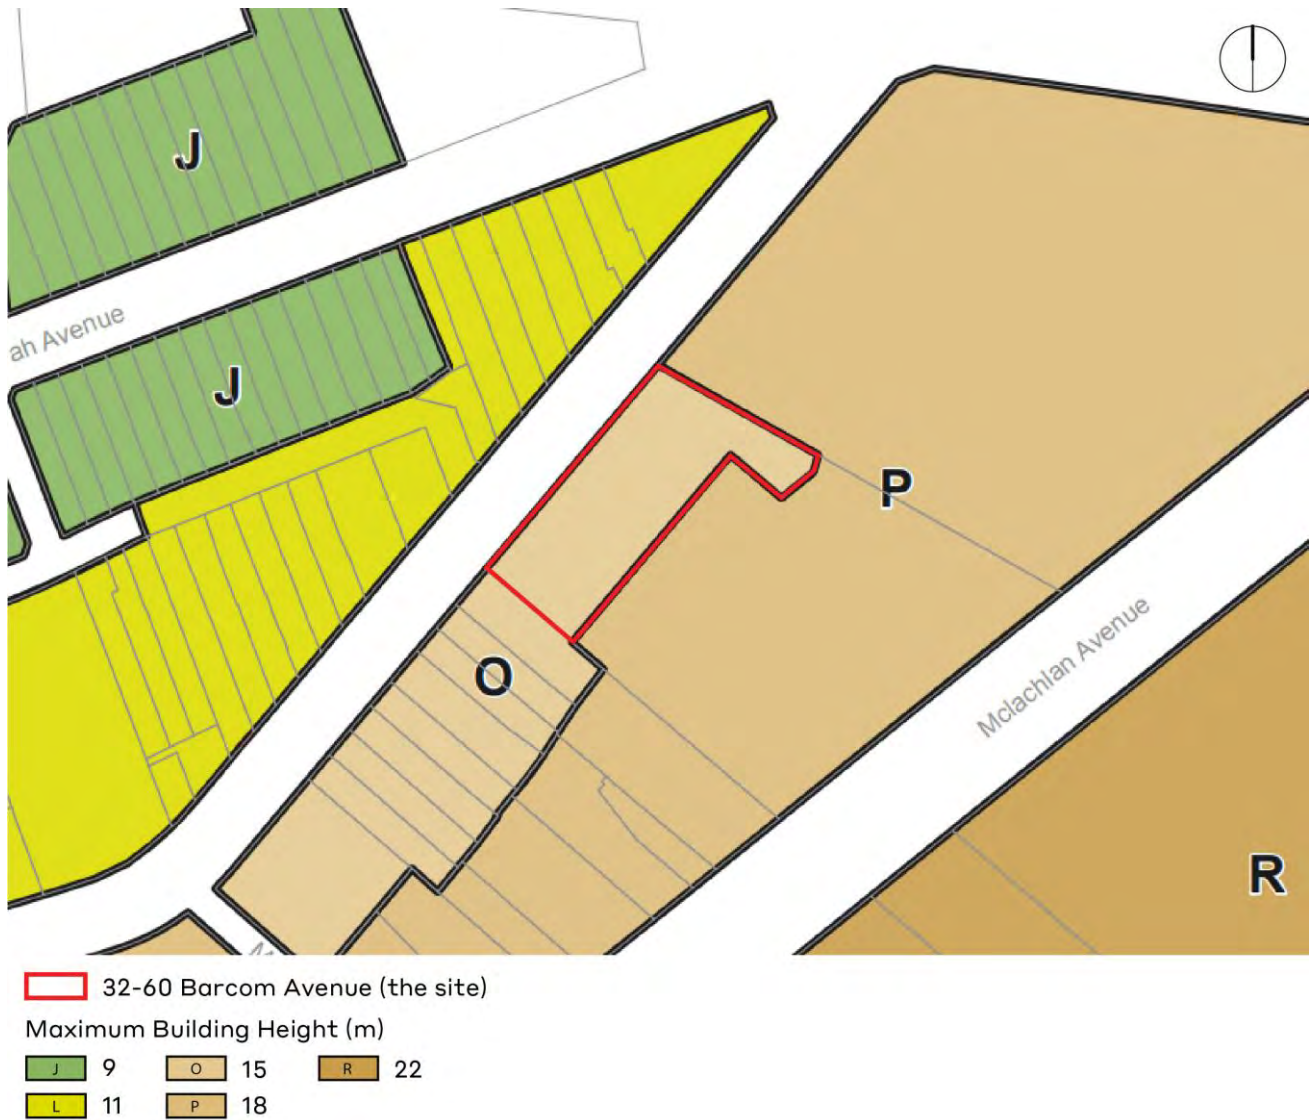 J
ah Avenue
J
P
Mclachlan Avenue
O
R
M
32-60 Barcom Avenue (the site)
Maximum Building Height (m)
J 9 O 15 R 22
L 11 P 18